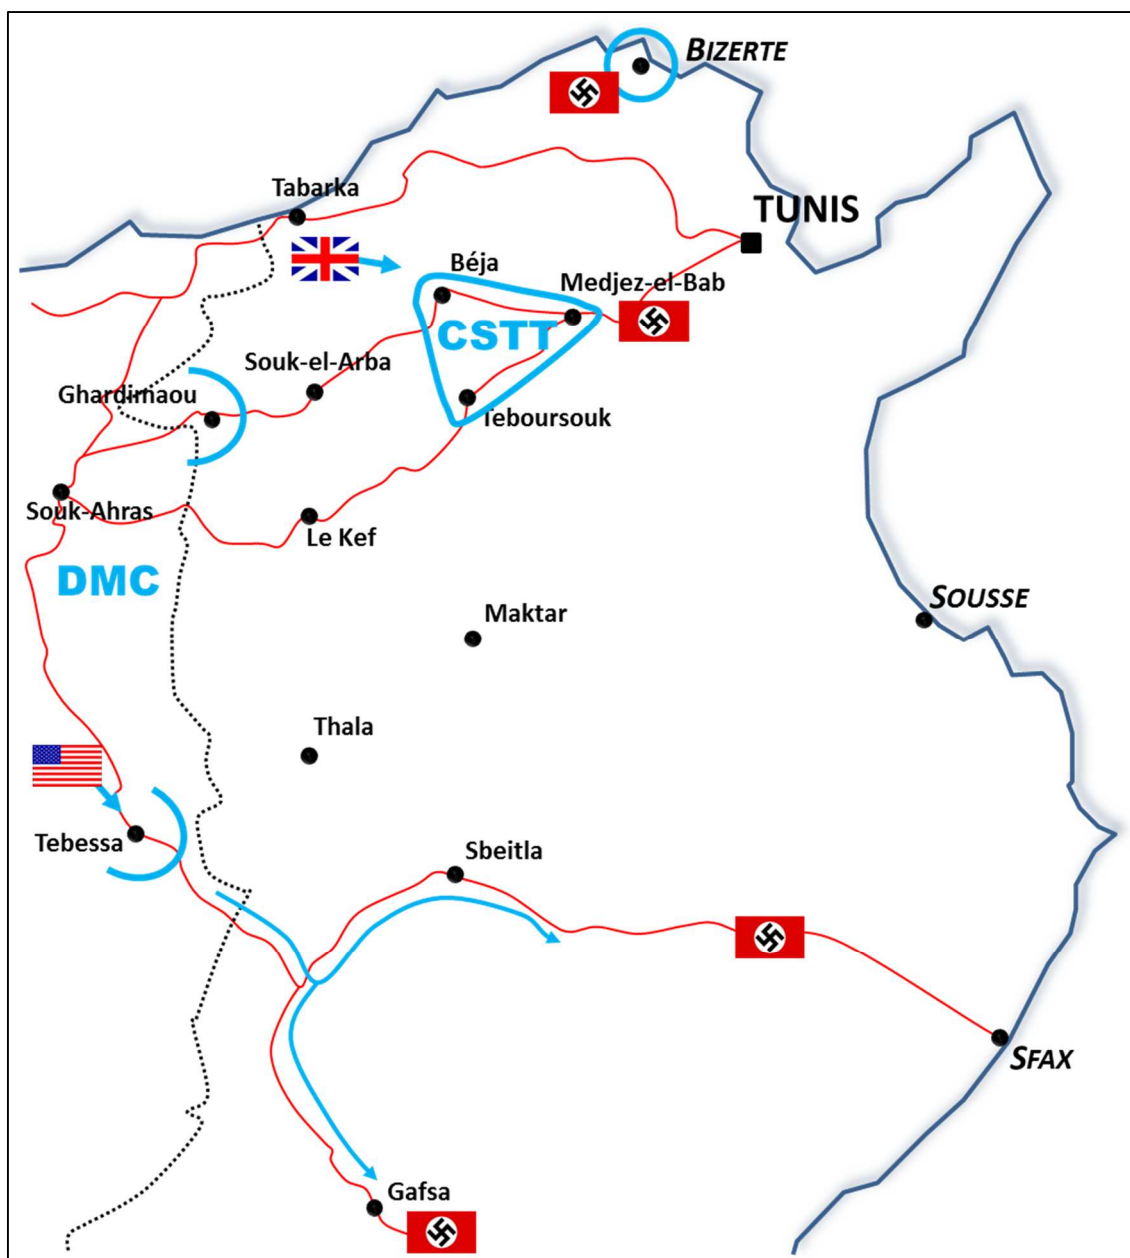 BIZERTE
Tabarka
TUNIS
Béja
Medjez-el-Bab
CSTT
Souk-el-Arba
Ghardimaou
Teboursouk
Souk-Ahras
Le Kef
DMC
Maktar
SOUSSE
Thala
Tebessa
Sbeitla
SFAX
Gafsa